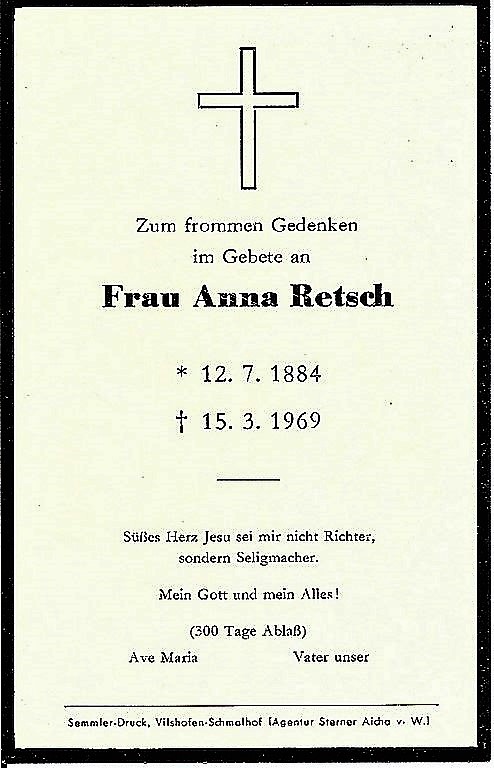 Zum frommen Gedenken
im Gebete an
Frau Anna Retsch
* 12. 7. 1884
† 15. 3. 1969
Süßes Herz Jesu sei mir nicht Richter,
sondern Seligmacher.
Mein Gott und mein Alles!
(300 Tage Ablaß)
Ave Maria Vater unser
Semmler-Druck, Vilshofen-Schmalhof (Agentur Sterner Aicha v. W.)